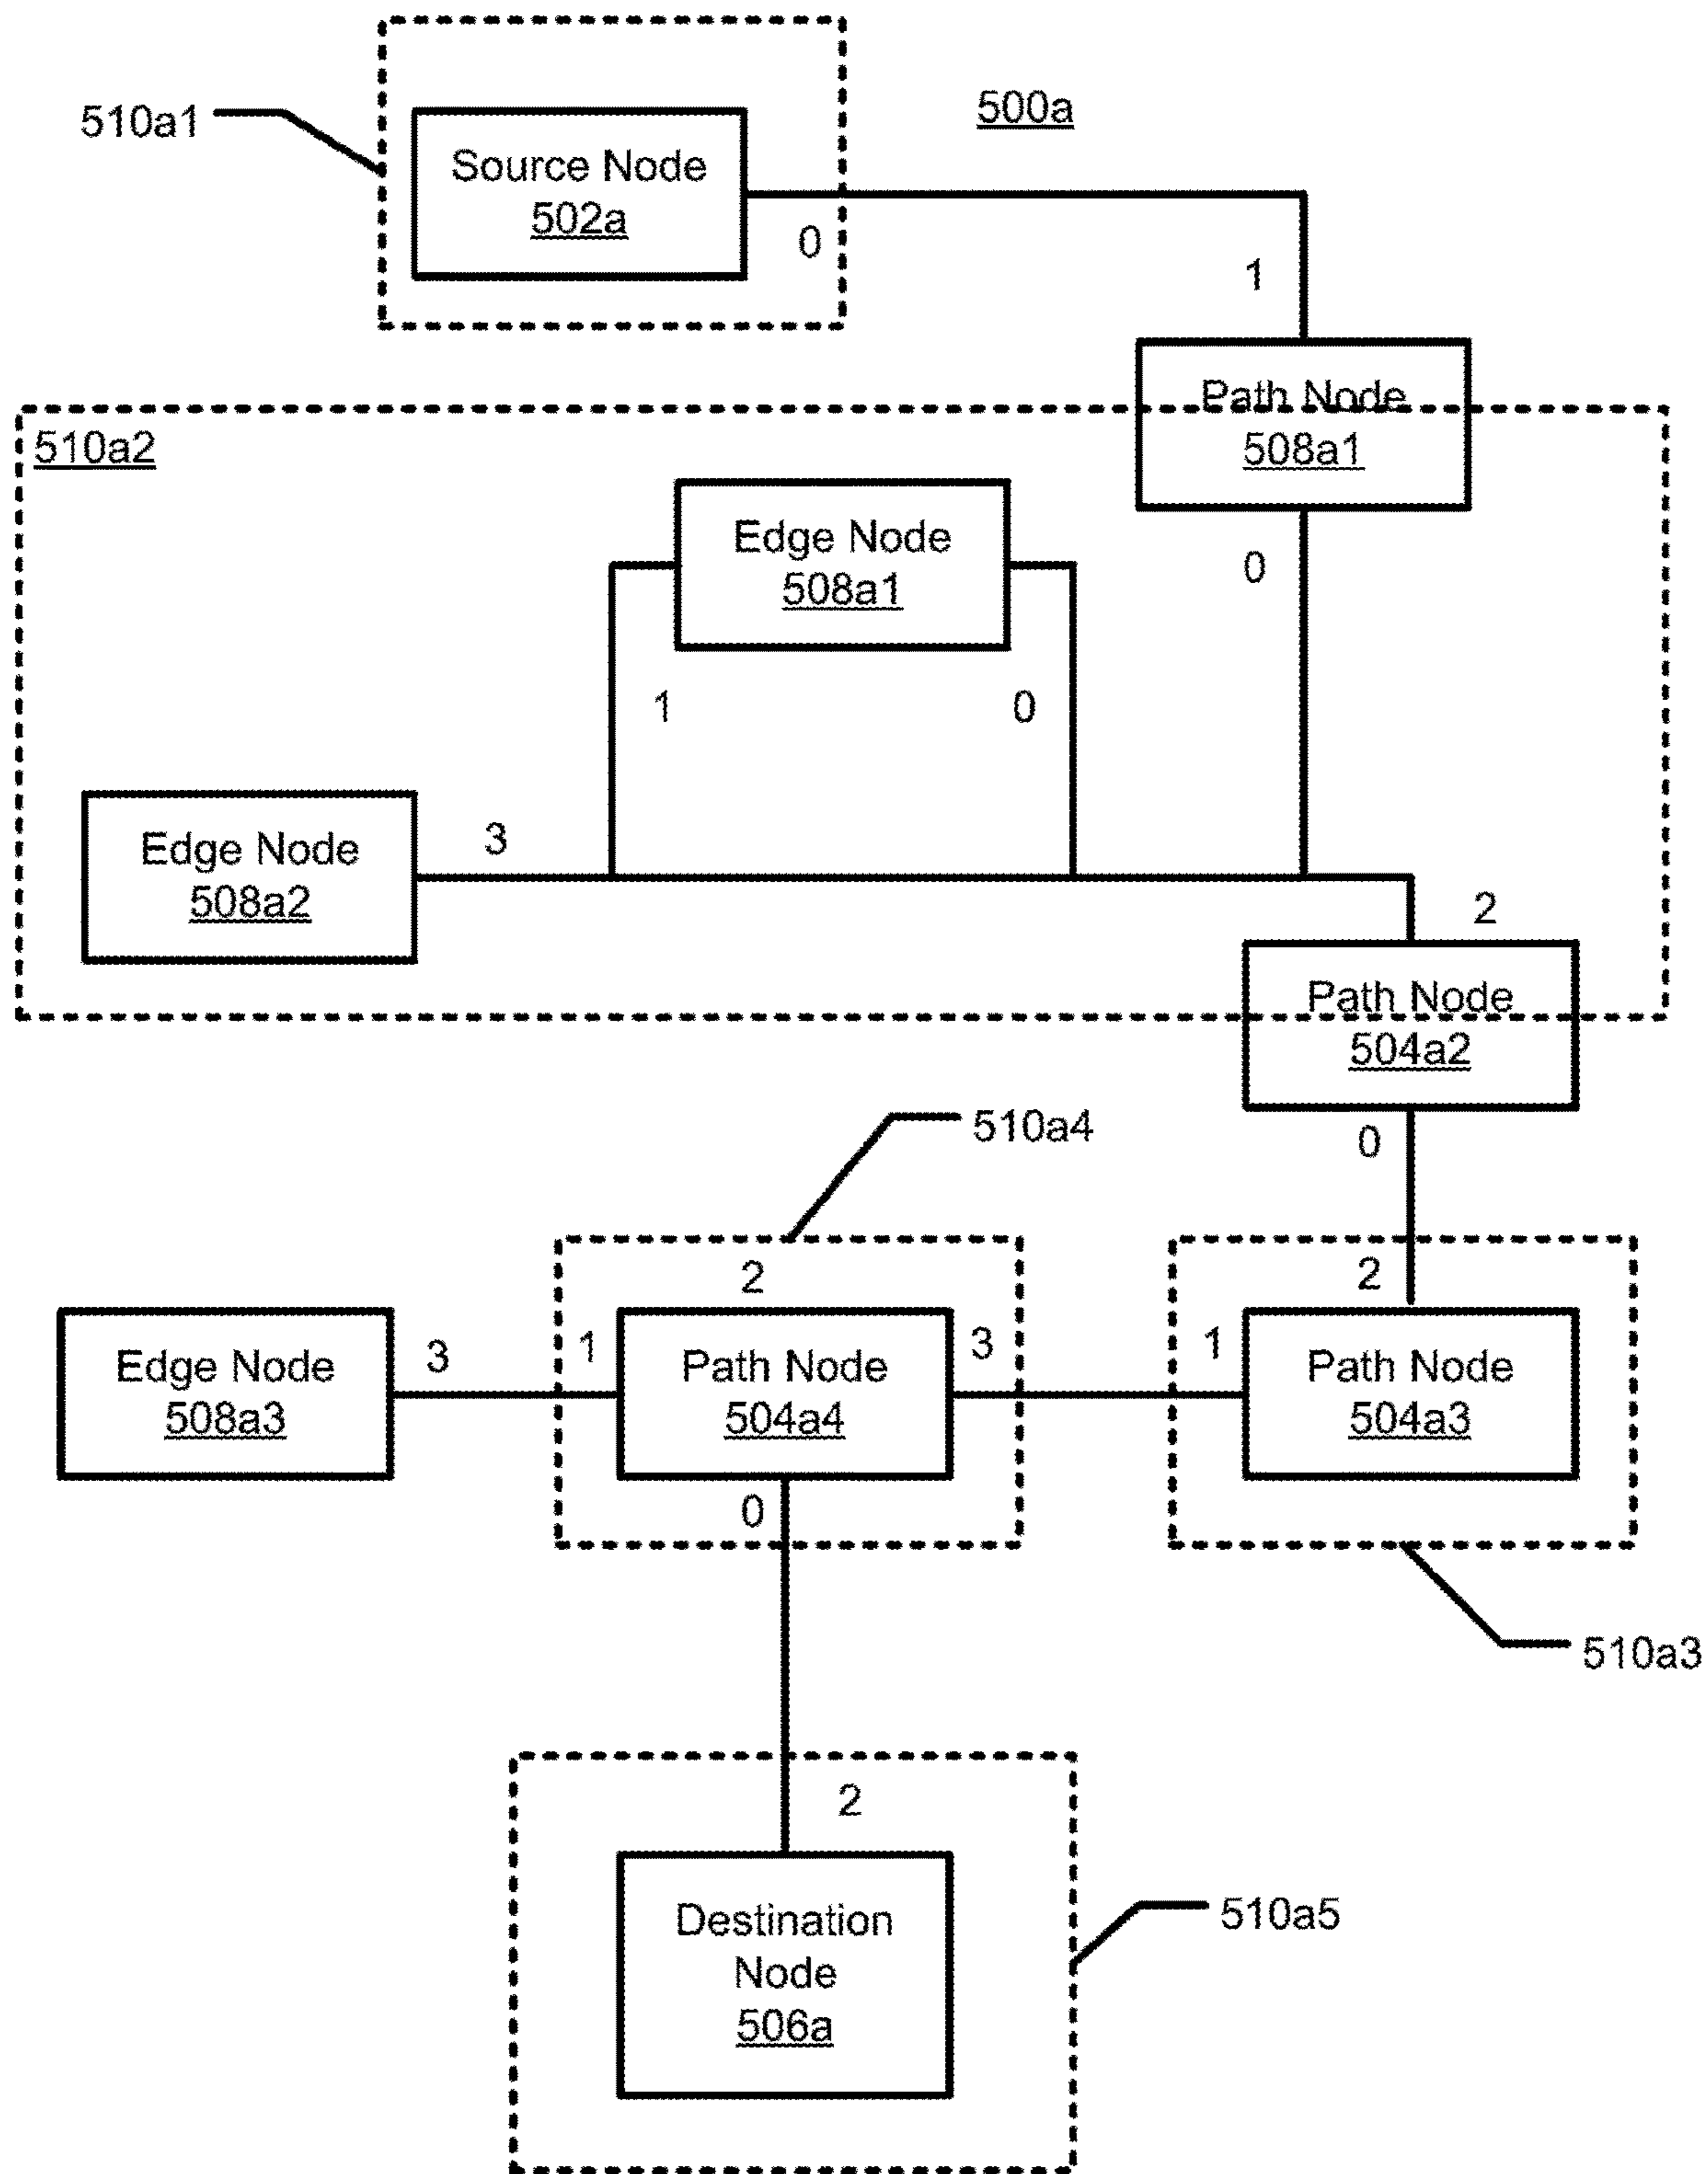 500a
510a1
Source Node
502a
0
1
Path Node
508a1
510a2
0
Edge Node
508a1
1
0
Edge Node
508a2
3
2
Path Node
504a2
0
510a4
2
2
Edge Node
508a3
3
1
Path Node
504a4
3
1
Path Node
504a3
0
510a3
2
Destination
Node
506a
510a5